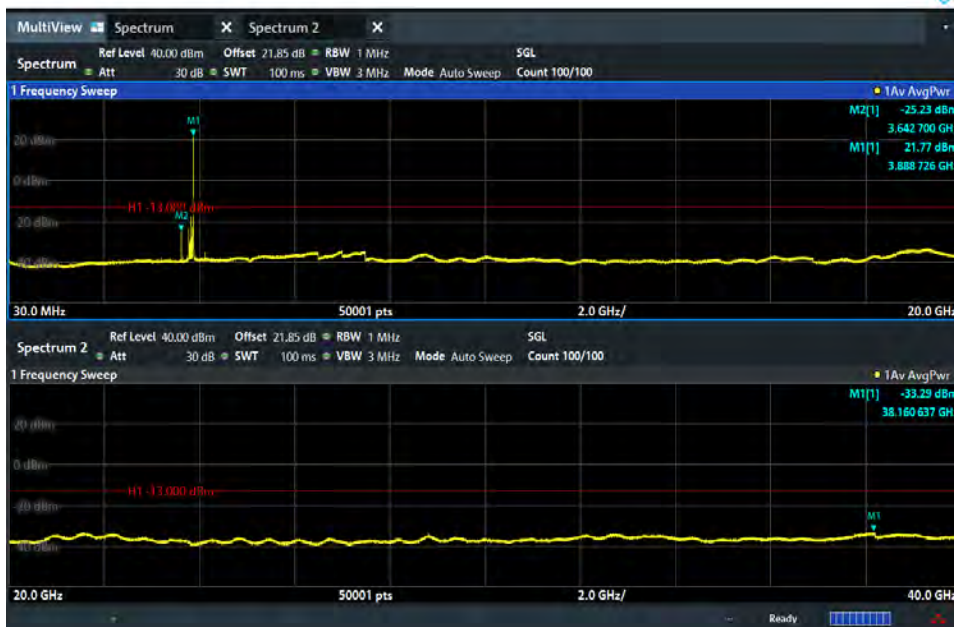 MultiView Spectrum X Spectrum 2 X
Spectrum Ref Level 40.00 dBm Offset 21.85 dB RBW 1 MHz SGL
Att 30 dB SWT 100 ms VBW 3 MHz Mode Auto Sweep Count 100/100
1 Frequency Sweep 1Av AvgPwr
M2[1] -25.23 dBm
3.642 700 GHz
M1[1] 21.77 dBm
3.888 726 GHz
M1
20 dBm
0 dBm
H1 -13.000 dBm
M2
-20 dBm
-40 dBm
30.0 MHz 50001 pts 2.0 GHz/ 20.0 GHz
Spectrum 2 Ref Level 40.00 dBm Offset 21.85 dB RBW 1 MHz SGL
Att 30 dB SWT 100 ms VBW 3 MHz Mode Auto Sweep Count 100/100
1 Frequency Sweep 1Av AvgPwr
M1[1] -33.29 dBm
38.160 637 GHz
20 dBm
0 dBm
H1 -13.000 dBm
-20 dBm
M1
-40 dBm
20.0 GHz 50001 pts 2.0 GHz/ 40.0 GHz
Ready